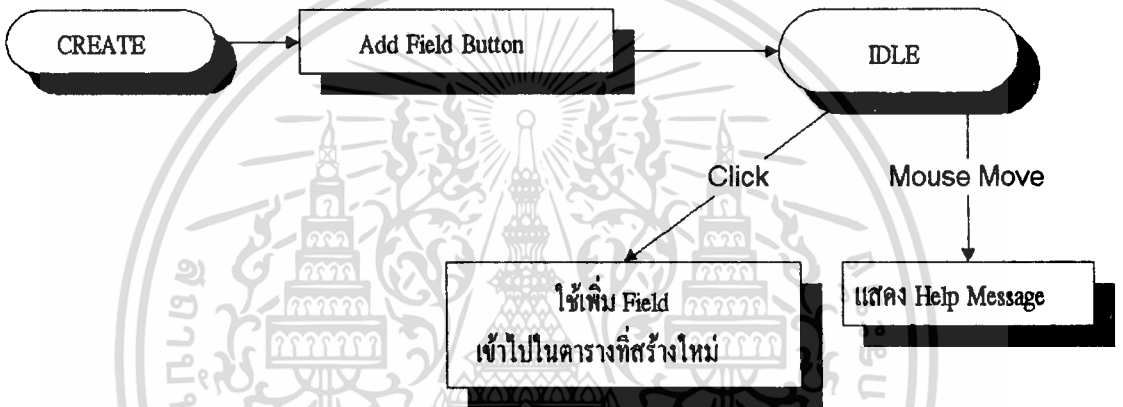 CREATE
Add Field Button
IDLE
Click
Mouse Move
ใช้เพิ่ม Field
เข้าไปในตารางที่สร้างใหม่
แสดง Help Message